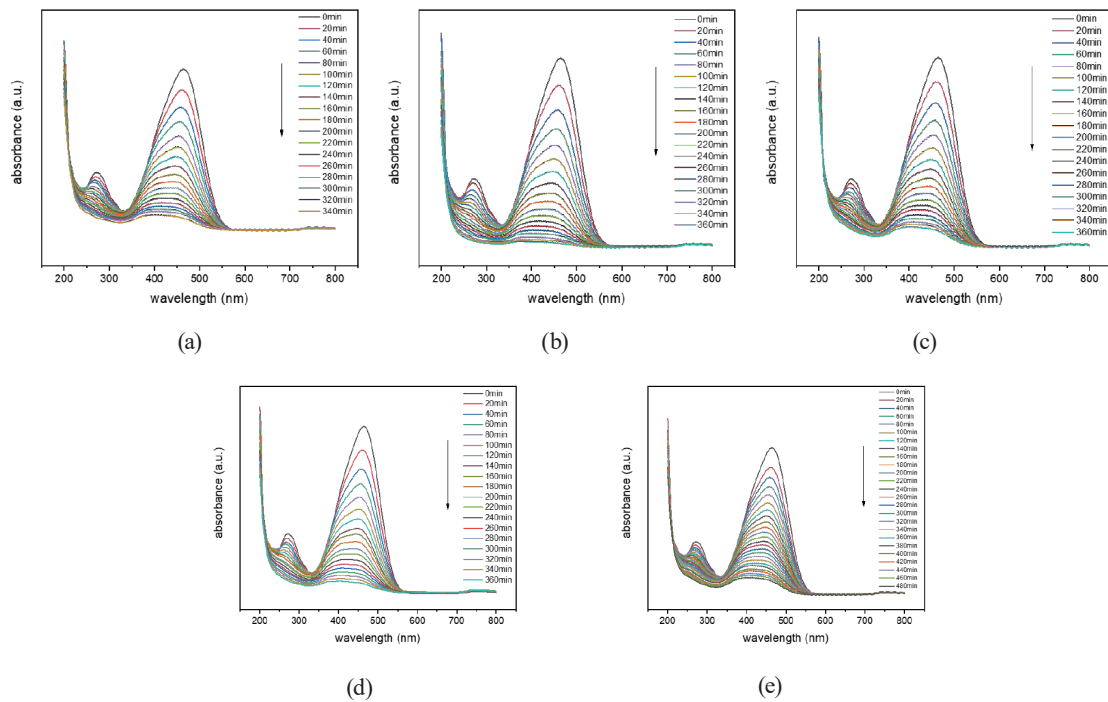 absorbance (a.u.)
0min
20min
40min
60min
80min
100min
120min
140min
160min
180min
200min
220min
240min
260min
280min
300min
320min
340min
200 300 400 500 600 700 800
wavelength (nm)
(a)
absorbance (a.u.)
0min
20min
40min
60min
80min
100min
120min
140min
160min
180min
200min
220min
240min
260min
280min
300min
320min
340min
360min
200 300 400 500 600 700 800
wavelength (nm)
(b)
absorbance (a.u.)
0min
20min
40min
60min
80min
100min
120min
140min
160min
180min
200min
220min
240min
260min
280min
300min
320min
340min
360min
200 300 400 500 600 700 800
wavelength (nm)
(c)
absorbance (a.u.)
0min
20min
40min
60min
80min
100min
120min
140min
160min
180min
200min
220min
240min
260min
280min
300min
320min
340min
360min
200 300 400 500 600 700 800
wavelength (nm)
(d)
absorbance (a.u.)
0min
20min
40min
60min
80min
100min
120min
140min
160min
180min
200min
220min
240min
260min
280min
300min
320min
340min
360min
380min
400min
420min
440min
460min
480min
200 300 400 500 600 700 800
wavelength (nm)
(e)